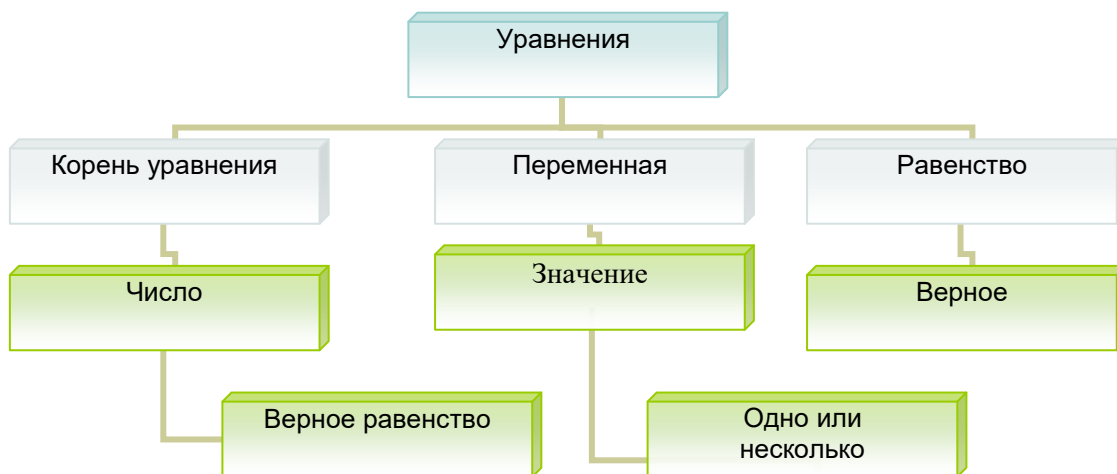 Уравнения
Корень уравнения
Переменная
Равенство
Число
Значение
Верное
Верное равенство
Одно или
несколько